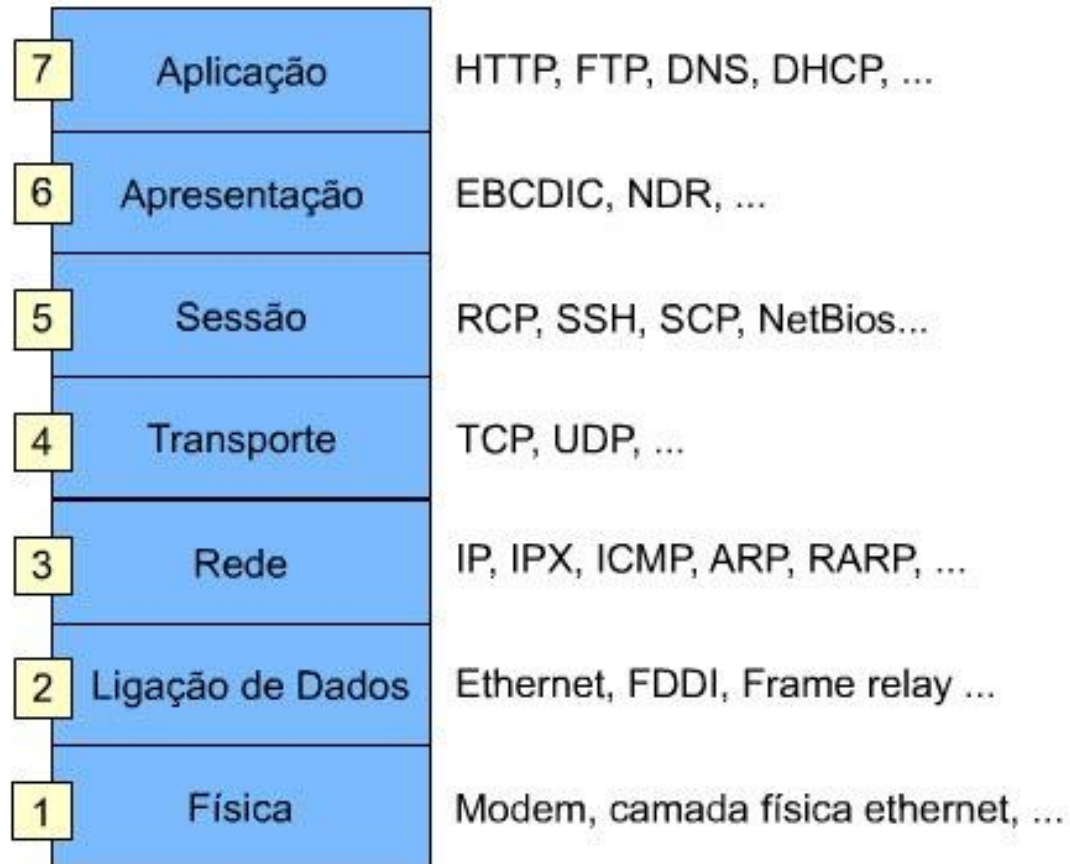 7 Aplicação HTTP, FTP, DNS, DHCP, ...
6 Apresentação EBCDIC, NDR, ...
5 Sessão RCP, SSH, SCP, NetBios...
4 Transporte TCP, UDP, ...
3 Rede IP, IPX, ICMP, ARP, RARP, ...
2 Ligação de Dados Ethernet, FDDI, Frame relay ...
1 Física Modem, camada física ethernet, ...